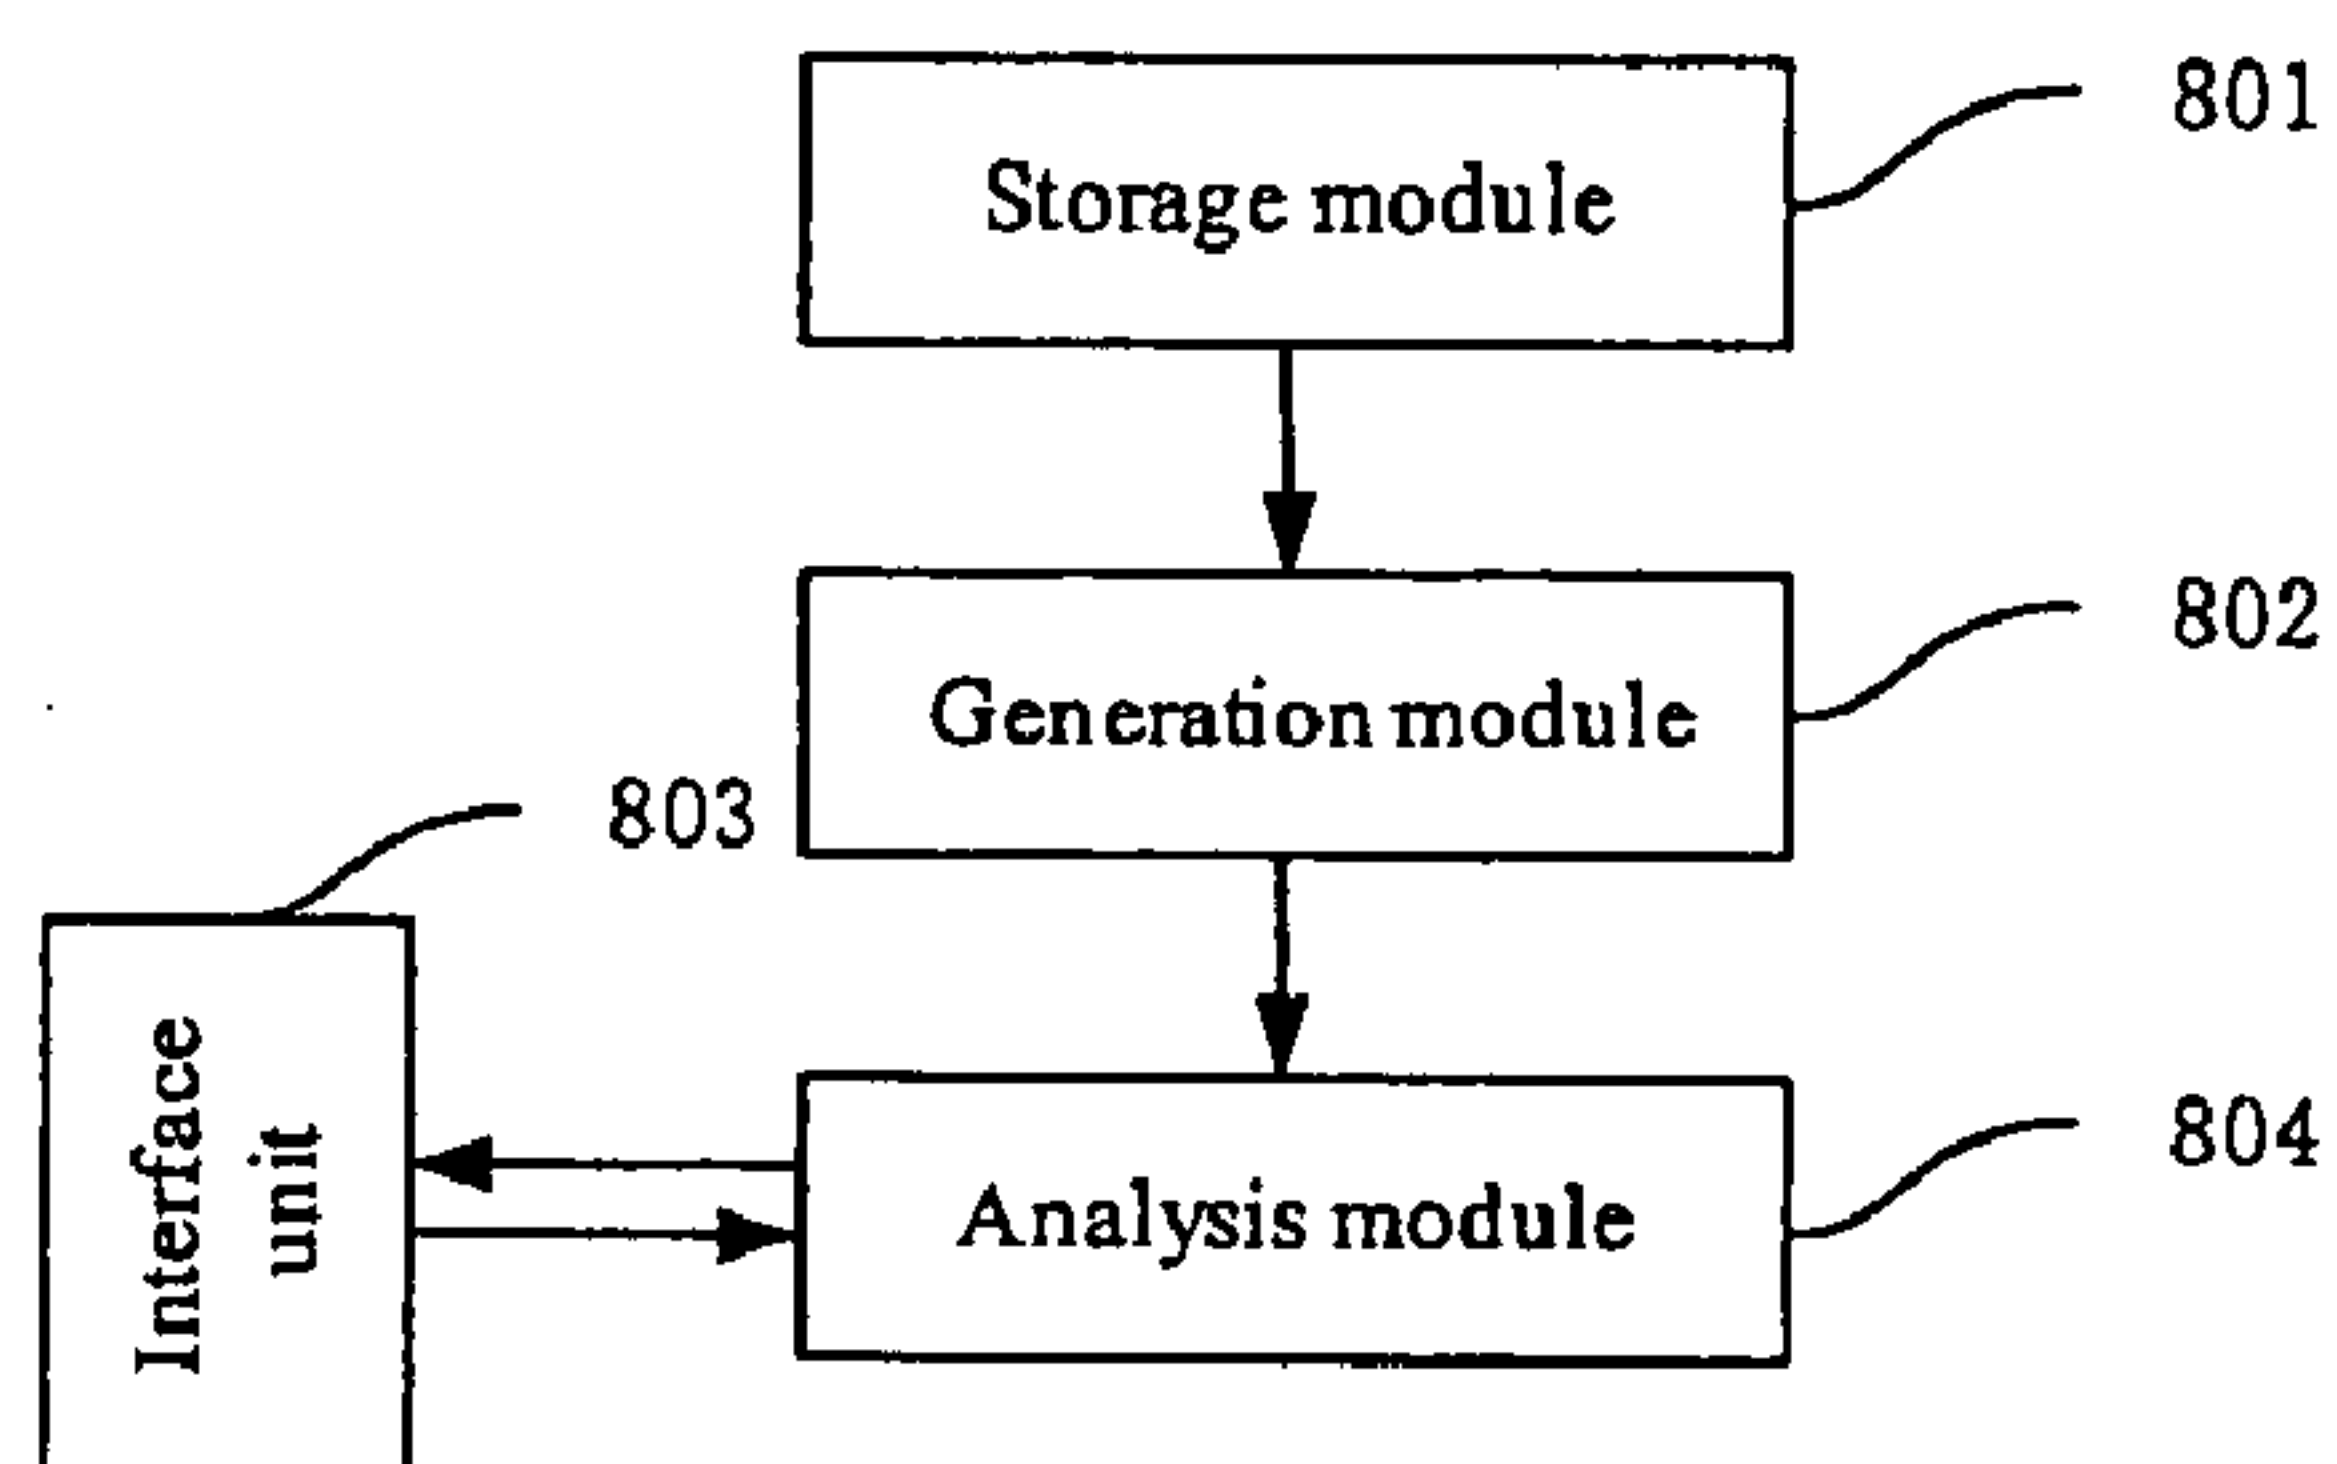 801
Storage module
802
Generation module
803
Interface
unit
804
Analysis module